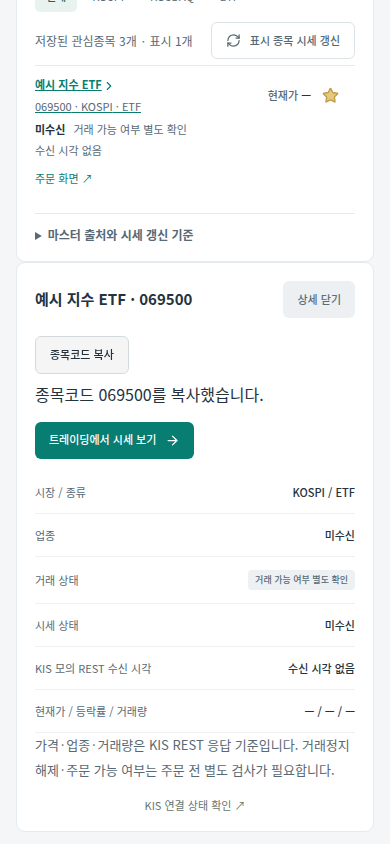 저장된 관심종목 3개 · 표시 1개
표시 종목 시세 갱신
예시 지수 ETF >
현재가 —
069500 · KOSPI · ETF
미수신 거래 가능 여부 별도 확인
수신 시각 없음
주문 화면 ↗
▶ 마스터 출처와 시세 갱신 기준
예시 지수 ETF · 069500
상세 닫기
종목코드 복사
종목코드 069500를 복사했습니다.
트레이딩에서 시세 보기 →
시장 / 종류 KOSPI / ETF
업종 미수신
거래 상태 거래 가능 여부 별도 확인
시세 상태 미수신
KIS 모의 REST 수신 시각 수신 시각 없음
현재가 / 등락률 / 거래량 — / — / —
가격·업종·거래량은 KIS REST 응답 기준입니다. 거래정지
해제·주문 가능 여부는 주문 전 별도 검사가 필요합니다.
KIS 연결 상태 확인 ↗